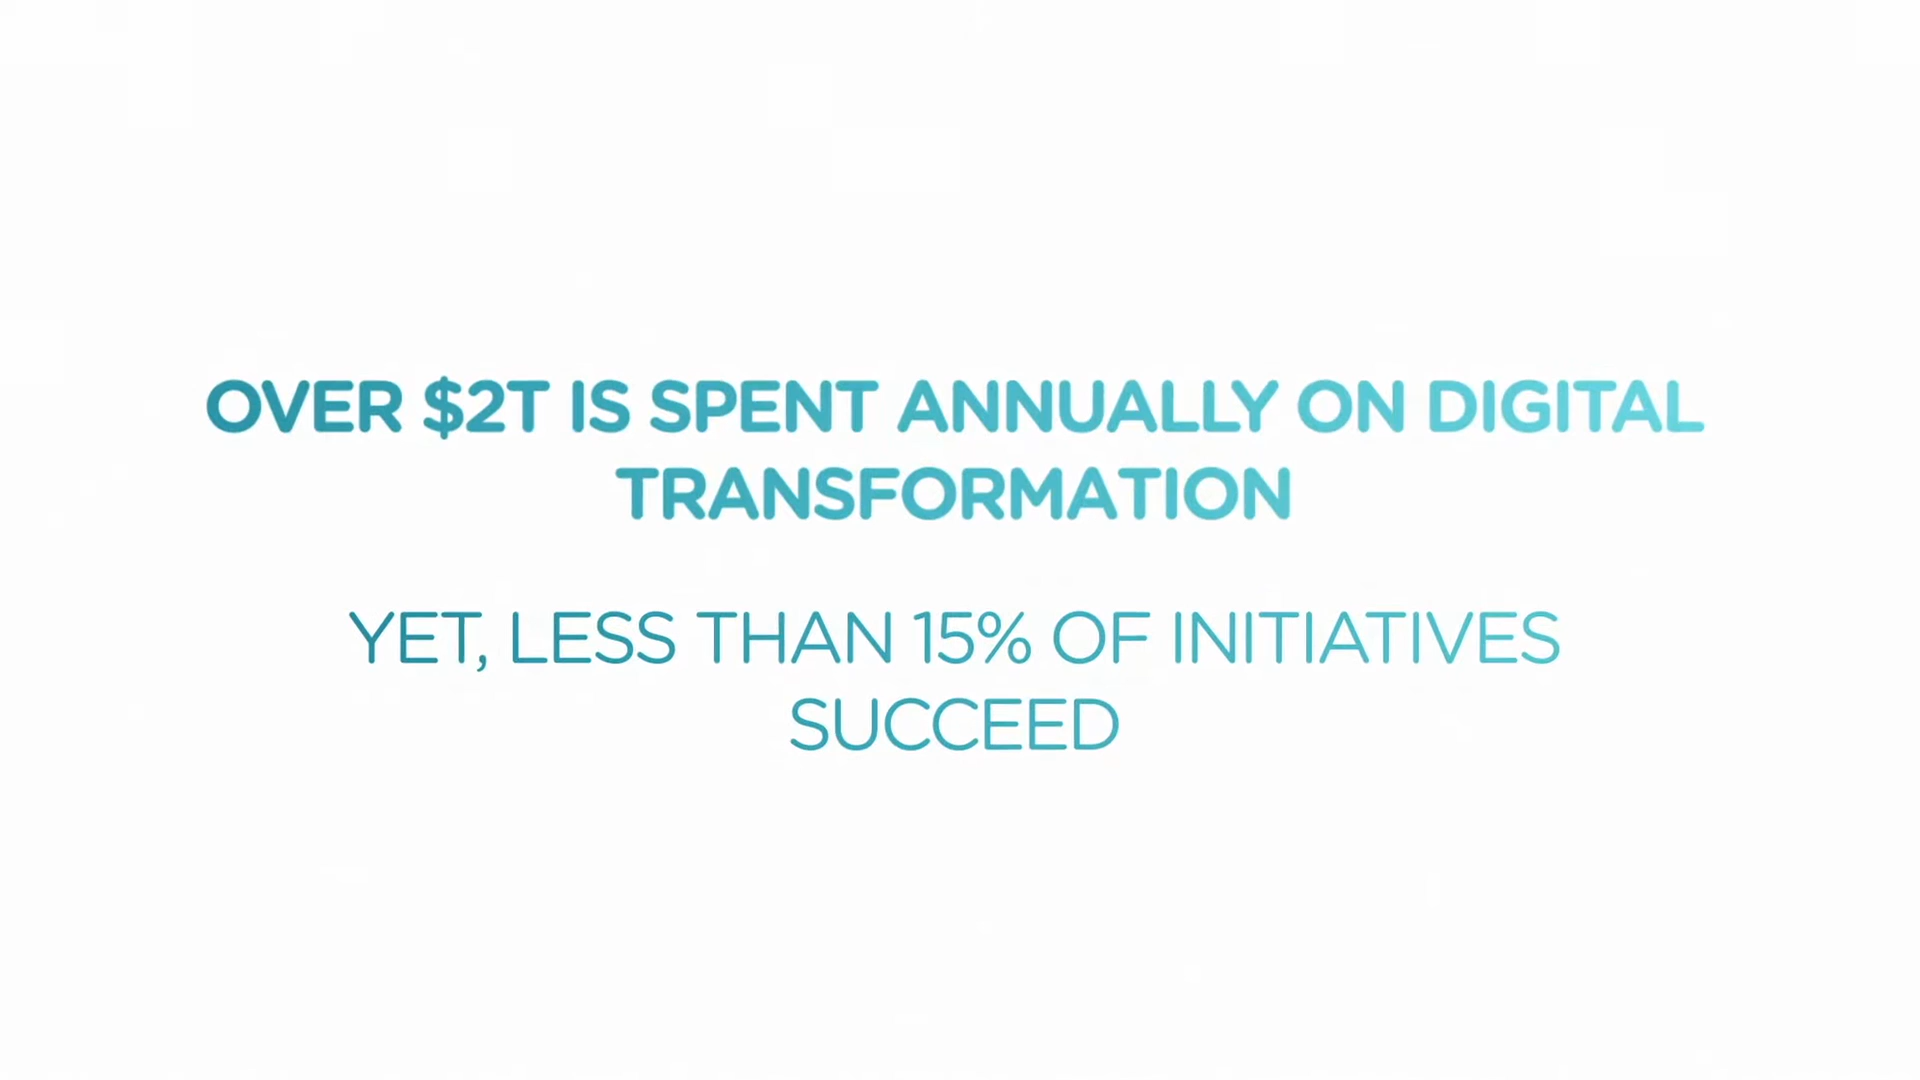 OVER $2T IS SPENT ANNUALLY ON DIGITAL
TRANSFORMATION
YET, LESS THAN 15% OF INITIATIVES
SUCCEED